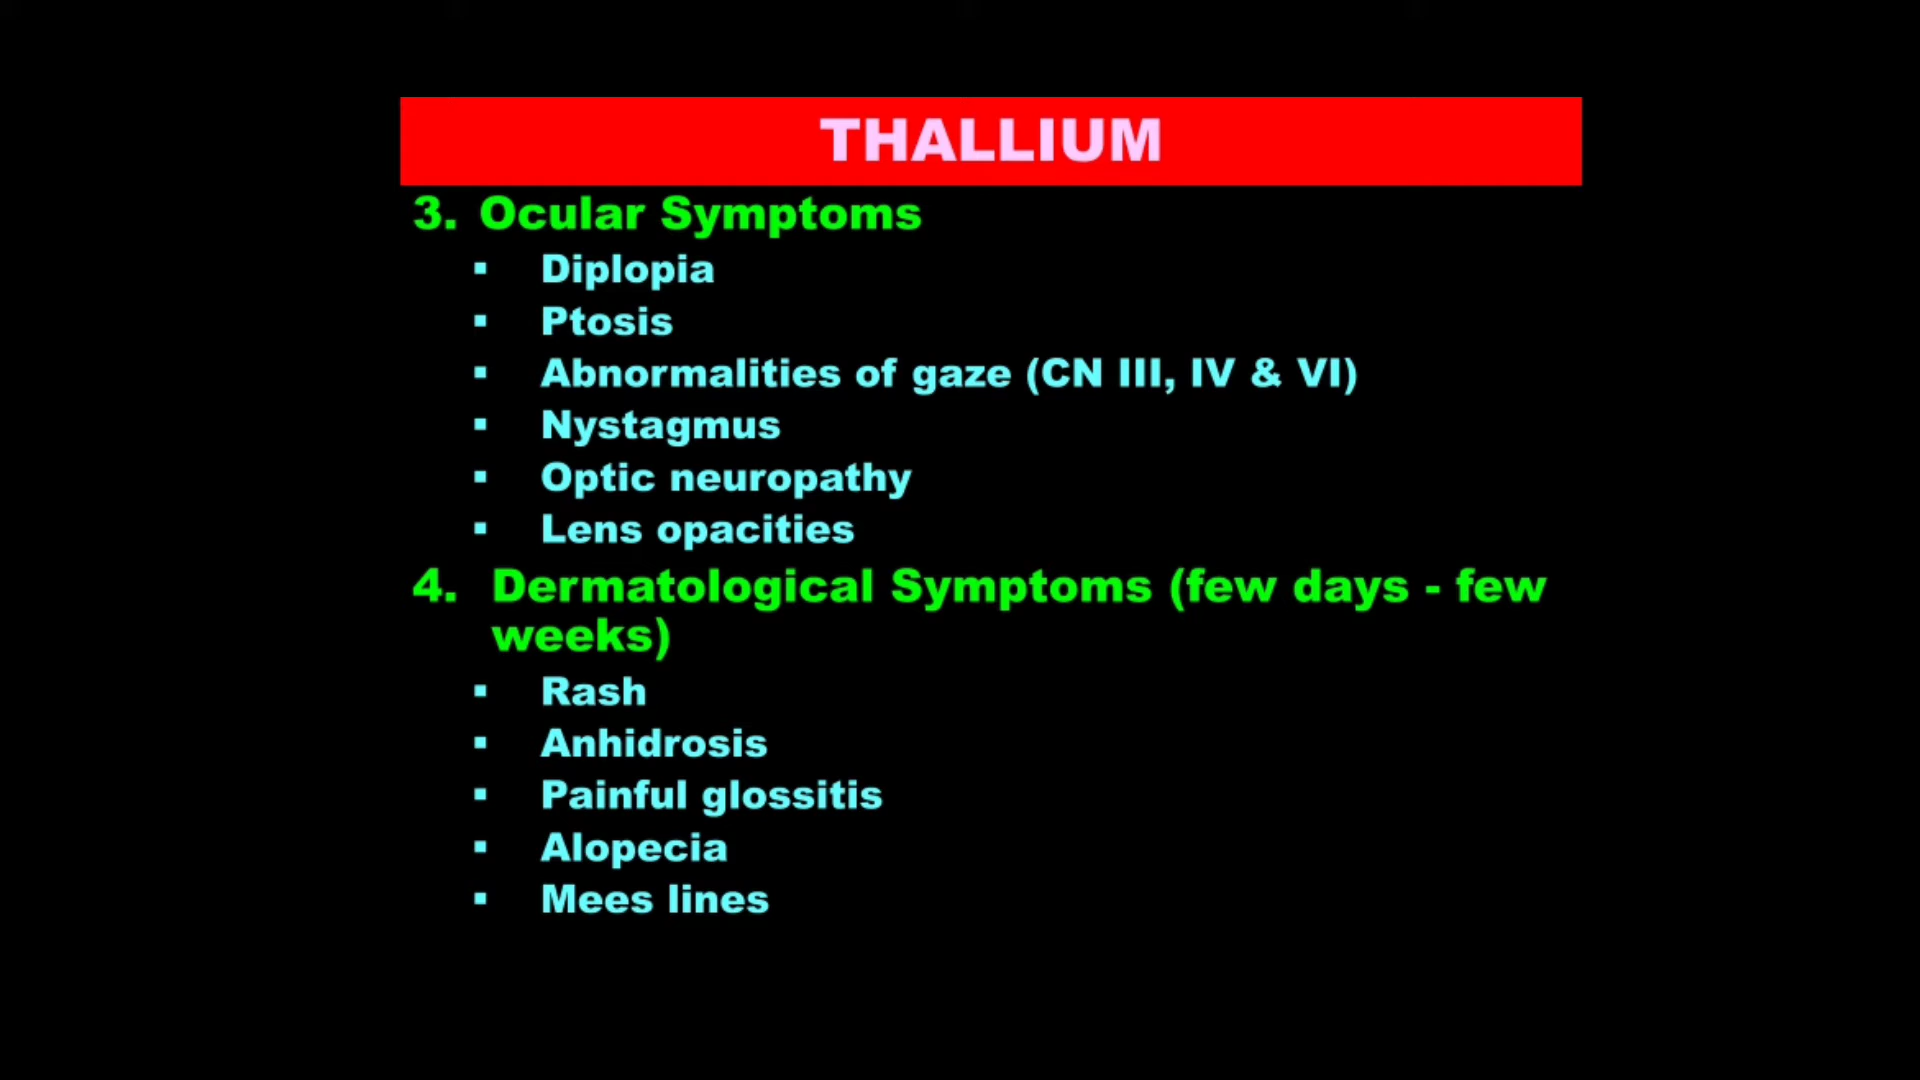 THALLIUM
3. Ocular Symptoms
▪ Diplopia
▪ Ptosis
▪ Abnormalities of gaze (CN III, IV & VI)
▪ Nystagmus
▪ Optic neuropathy
▪ Lens opacities
4. Dermatological Symptoms (few days - few
weeks)
▪ Rash
▪ Anhidrosis
▪ Painful glossitis
▪ Alopecia
▪ Mees lines